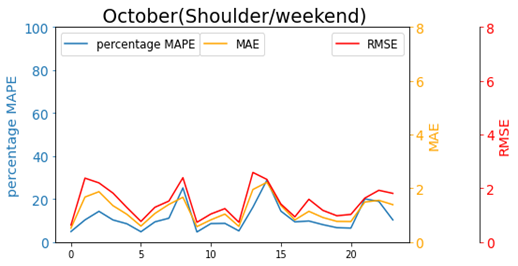 October(Shoulder/weekend)
percentage MAPE
MAE
RMSE
100
80
60
40
20
0
percentage MAPE
8
6
4
2
0
MAE
8
6
4
2
0
RMSE
0 5 10 15 20